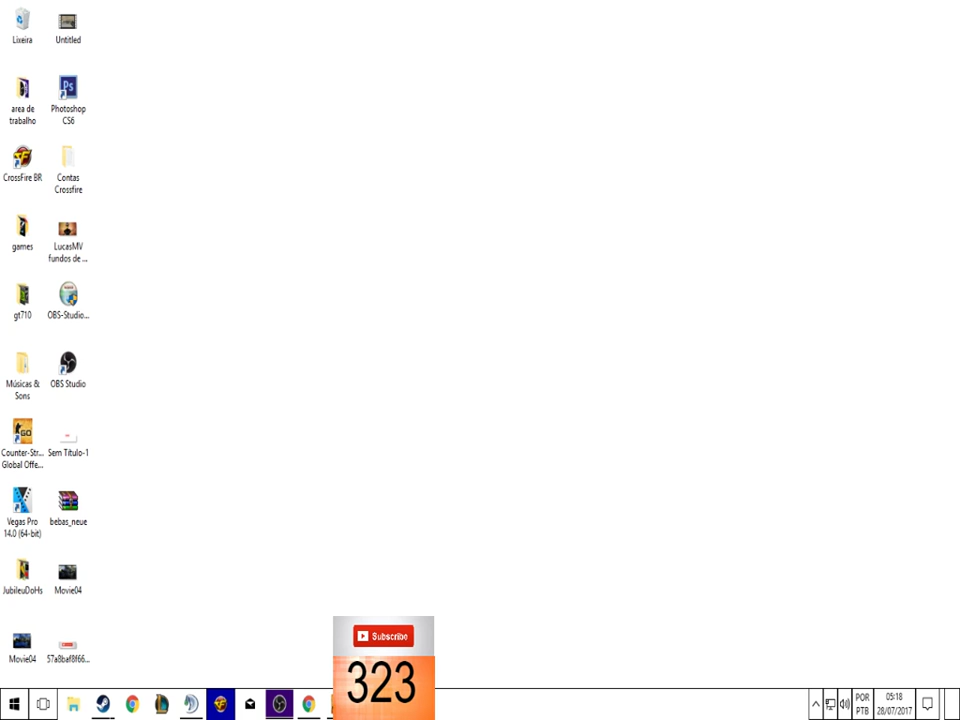 Lixeira
Untitled
area de
trabalho
Photoshop
CS6
CrossFire BR
Contas
Crossfire
games
LucasMV
fundos de ...
gt710
OBS-Studio...
Músicas &
Sons
OBS Studio
Counter-Str...
Global Offe...
Sem Titulo-1
Vegas Pro
14.0 (64-bit)
bebas_neue
JubileuDoHs
Movie04
Movie04
57a8baf8f66...
Subscribe
323
POR
PTB
05:18
28/07/2017